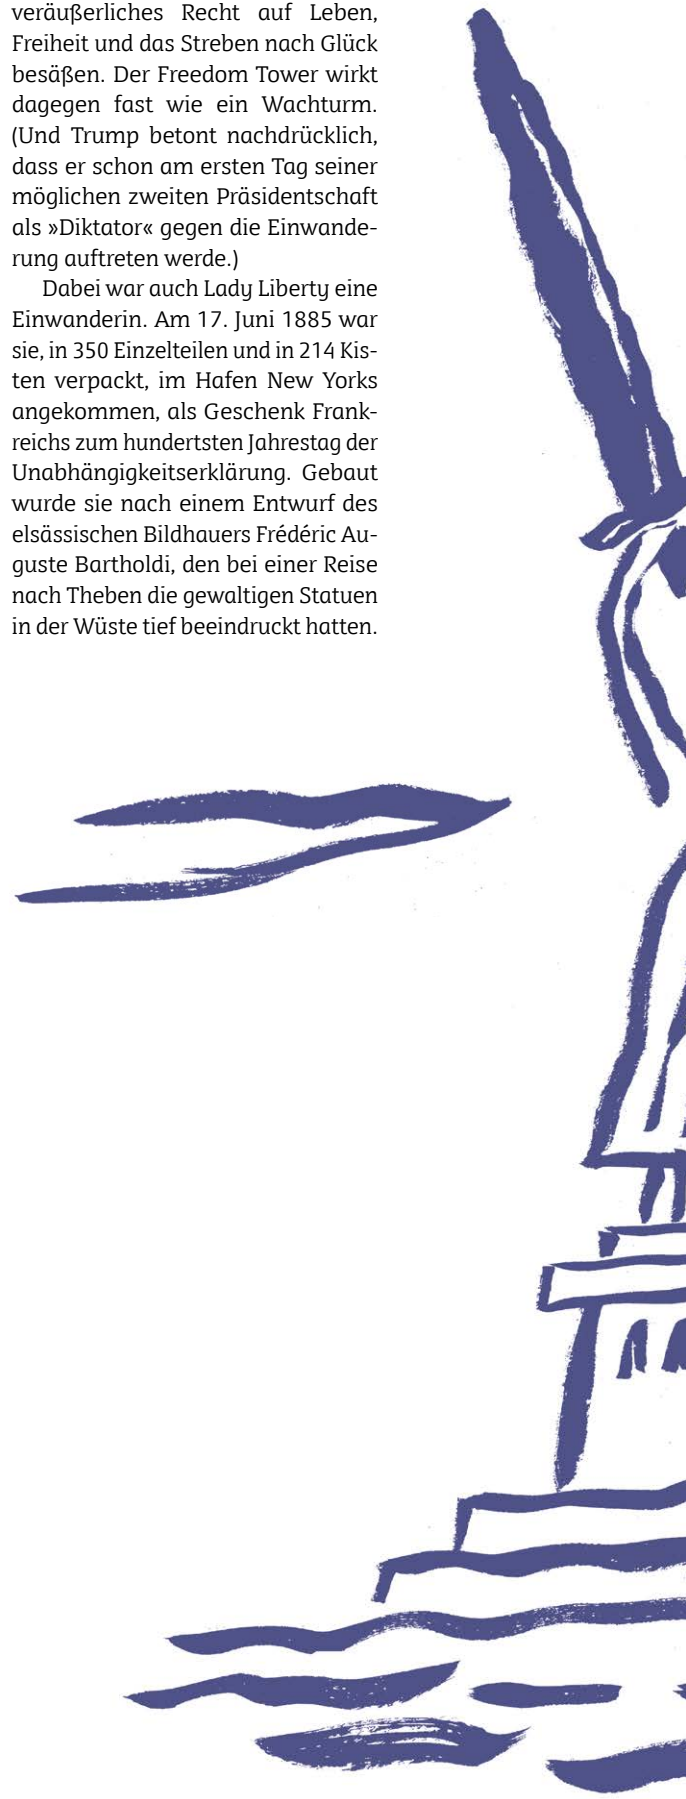 veräußerliches Recht auf Leben,
Freiheit und das Streben nach Glück
besäßen. Der Freedom Tower wirkt
dagegen fast wie ein Wachturm.
(Und Trump betont nachdrücklich,
dass er schon am ersten Tag seiner
möglichen zweiten Präsidentschaft
als »Diktator« gegen die Einwande-
rung auftreten werde.)
Dabei war auch Lady Liberty eine
Einwanderin. Am 17. Juni 1885 war
sie, in 350 Einzelteilen und in 214 Kis-
ten verpackt, im Hafen New Yorks
angekommen, als Geschenk Frank-
reichs zum hundertsten Jahrestag der
Unabhängigkeitserklärung. Gebaut
wurde sie nach einem Entwurf des
elsässischen Bildhauers Frédéric Au-
guste Bartholdi, den bei einer Reise
nach Theben die gewaltigen Statuen
in der Wüste tief beeindruckt hatten.